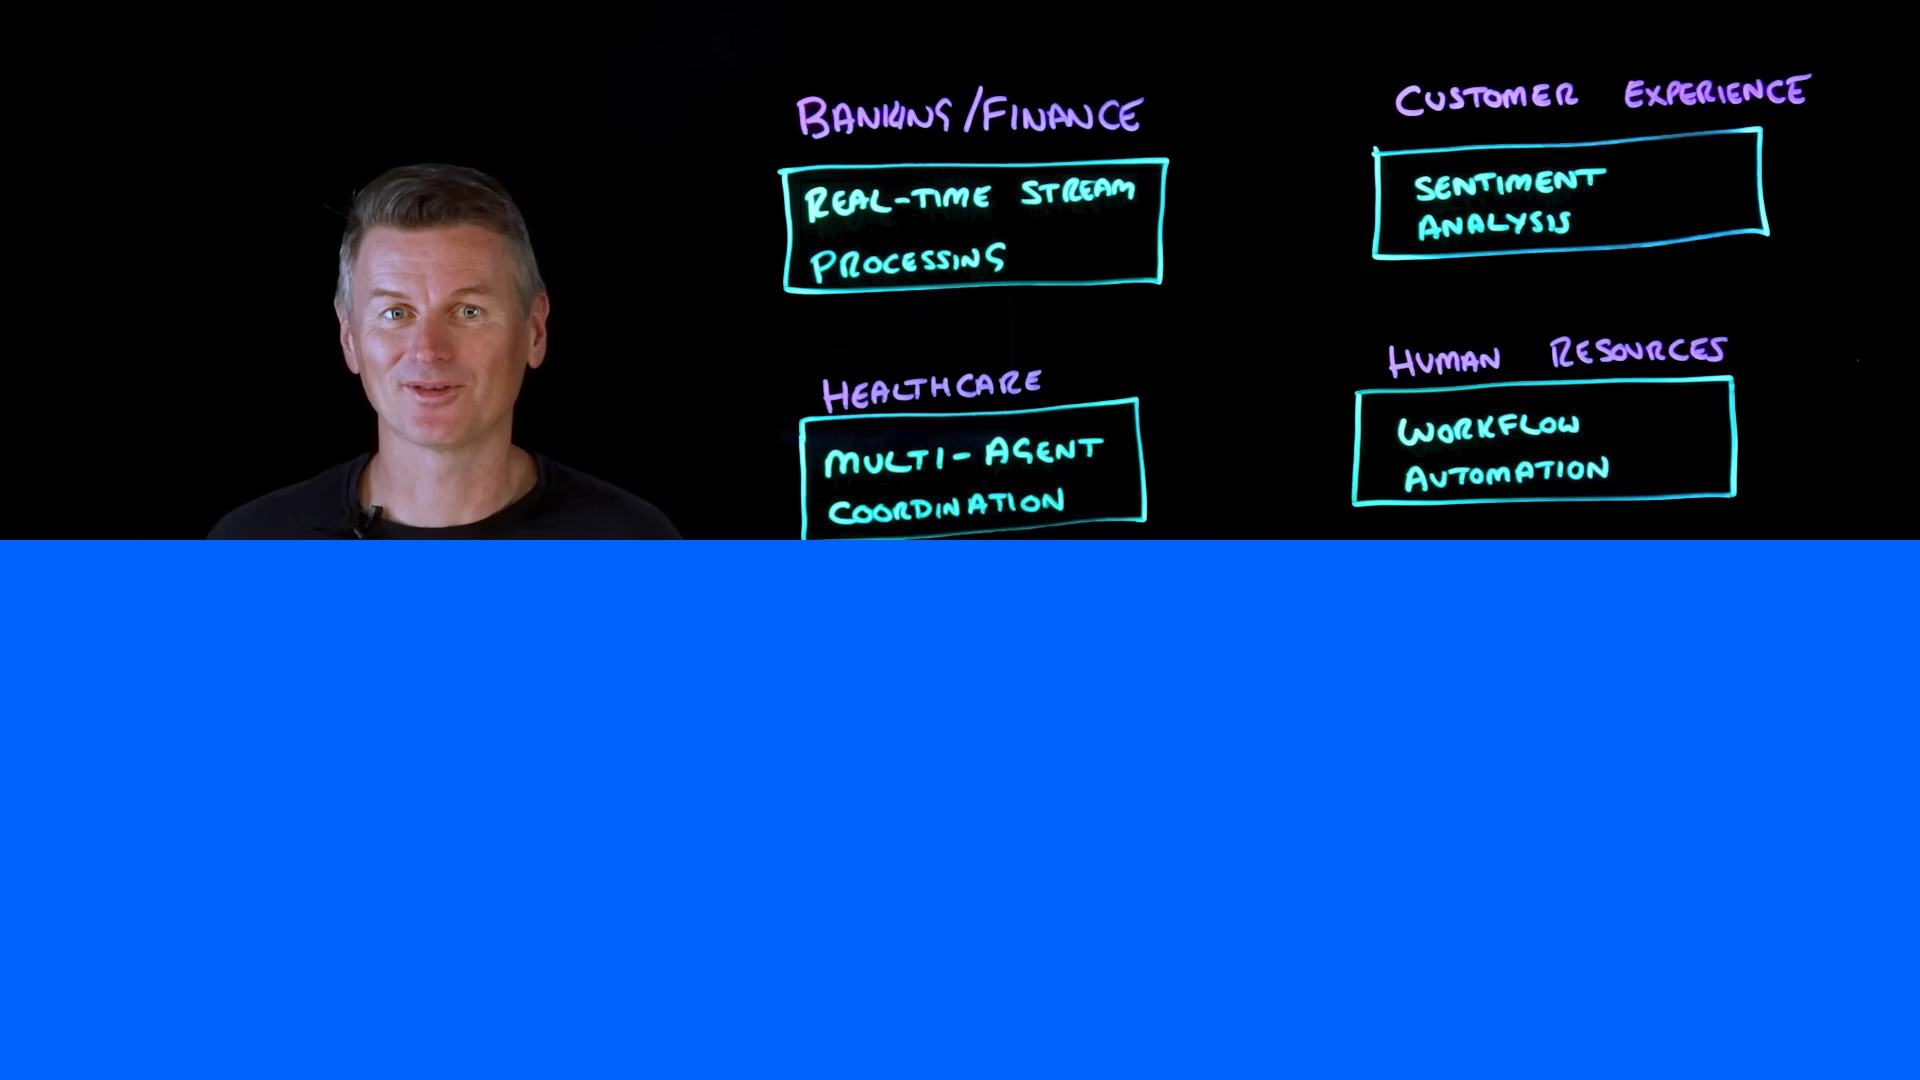 BANKING/FINANCE
REAL-TIME STREAM
PROCESSING
CUSTOMER EXPERIENCE
SENTIMENT
ANALYSIS
HEALTHCARE
MULTI-AGENT
COORDINATION
HUMAN RESOURCES
WORKFLOW
AUTOMATION